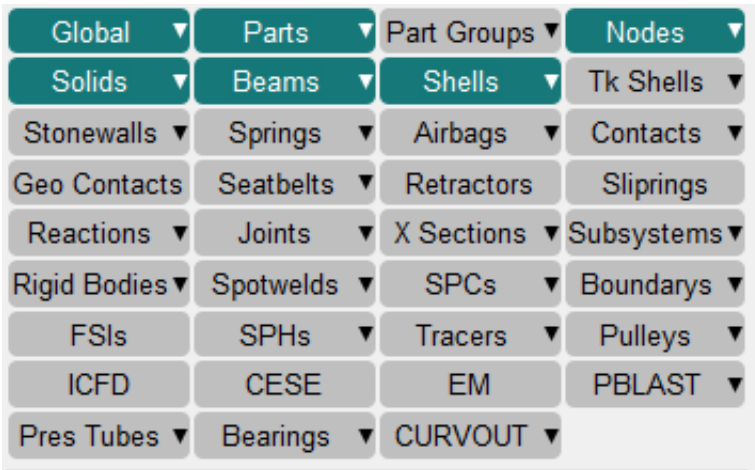 Global ▼ Parts ▼ Part Groups ▼ Nodes ▼
Solids ▼ Beams ▼ Shells ▼ Tk Shells ▼
Stonewalls ▼ Springs ▼ Airbags ▼ Contacts ▼
Geo Contacts Seatbelts ▼ Retractors Sliprings
Reactions ▼ Joints ▼ X Sections ▼ Subsystems ▼
Rigid Bodies ▼ Spotwelds ▼ SPCs ▼ Boundarys ▼
FSIs SPHs ▼ Tracers ▼ Pulleys ▼
ICFD CESE EM PBLAST ▼
Pres Tubes ▼ Bearings ▼ CURVOUT ▼